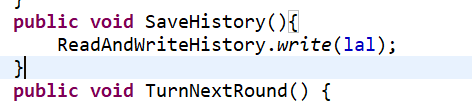 }
public void SaveHistory(){
ReadAndWriteHistory.write(lal);
}
public void TurnNextRound() {